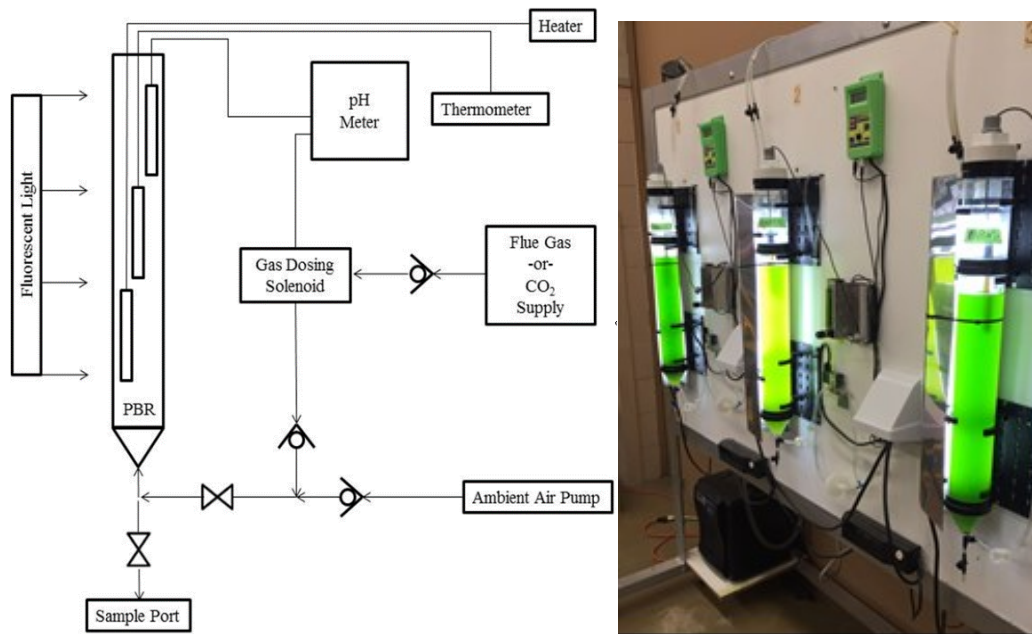 Heater
Thermometer
pH
Meter
Fluorescent Light
Gas Dosing
Solenoid
Flue Gas
-or-
CO₂
Supply
PBR
Ambient Air Pump
Sample Port
2